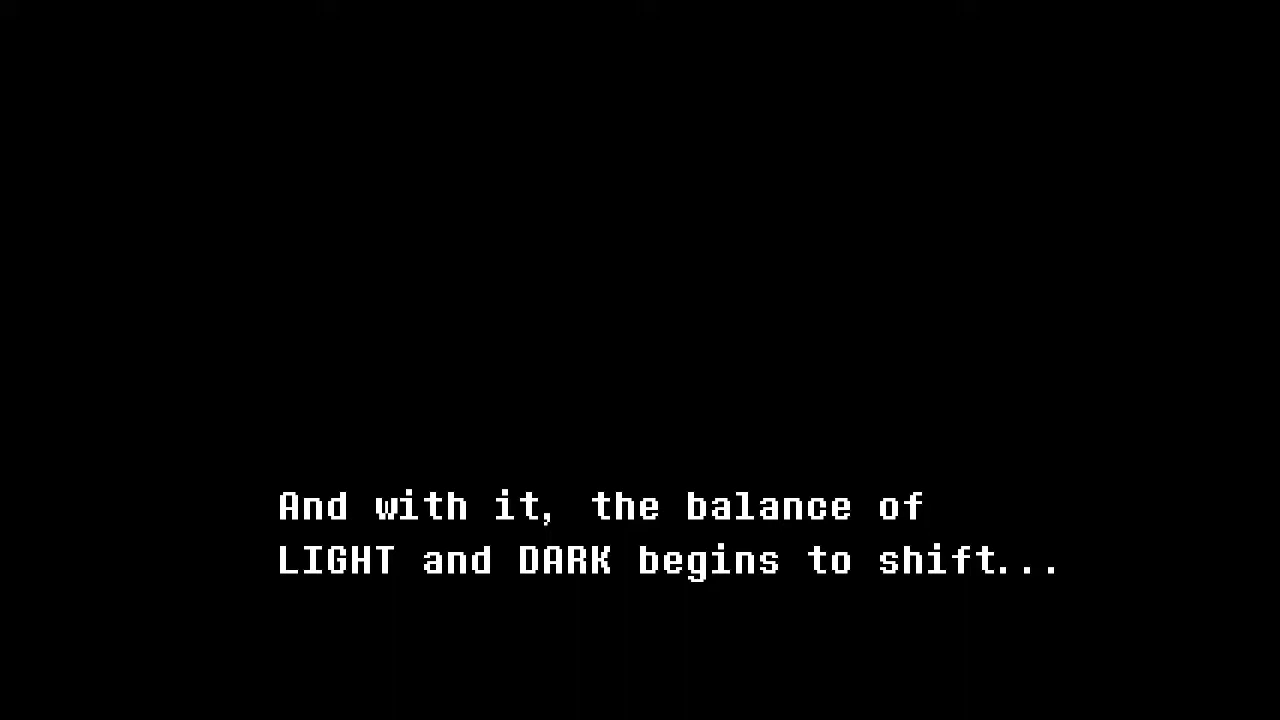 And with it, the balance of
LIGHT and DARK begins to shift...